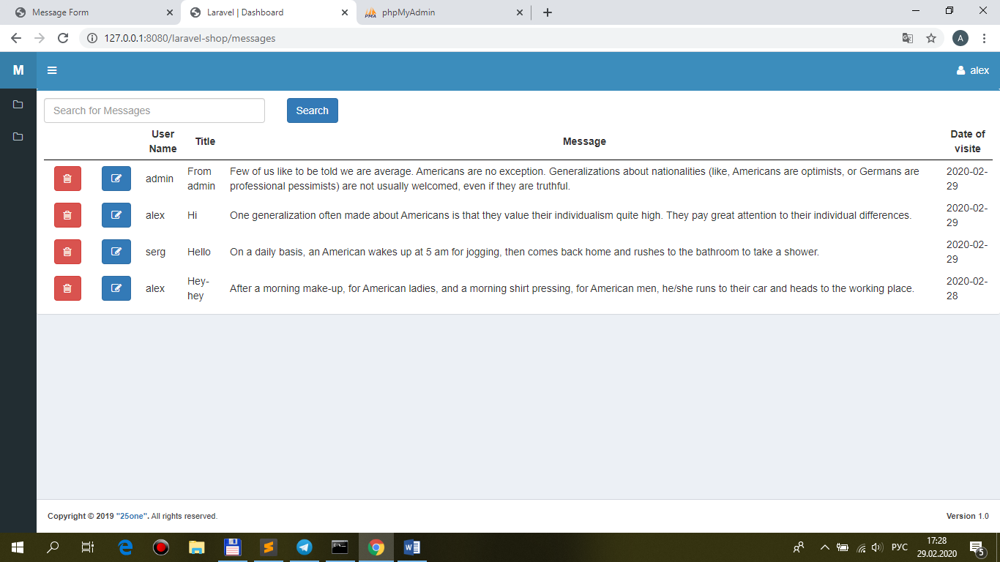 Message Form
Laravel | Dashboard
PMA
phpMyAdmin
127.0.0.1:8080/laravel-shop/messages
A
M
alex
Search for Messages
Search
User
Name
Title
Message
Date of
visite
admin
From
admin
Few of us like to be told we are average. Americans are no exception. Generalizations about nationalities (like, Americans are optimists, or Germans are
professional pessimists) are not usually welcomed, even if they are truthful.
2020-02-
29
alex
Hi
One generalization often made about Americans is that they value their individualism quite high. They pay great attention to their individual differences.
2020-02-
29
serg
Hello
On a daily basis, an American wakes up at 5 am for jogging, then comes back home and rushes to the bathroom to take a shower.
2020-02-
29
alex
Hey-
hey
After a morning make-up, for American ladies, and a morning shirt pressing, for American men, he/she runs to their car and heads to the working place.
2020-02-
28
Copyright © 2019 "25one". All rights reserved.
Version 1.0
РУС
17:28
29.02.2020
5